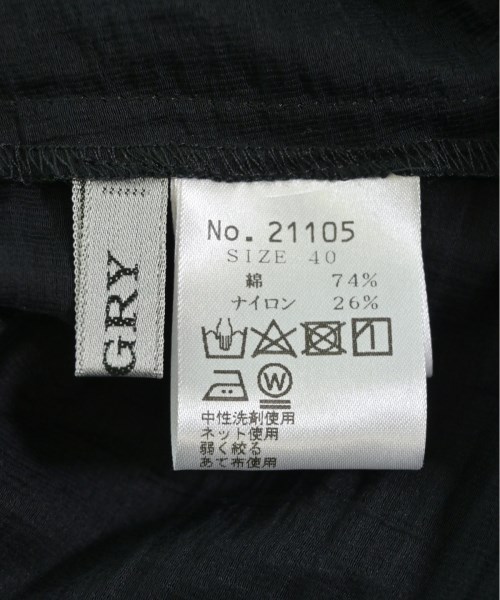 GRY
No. 21105
SIZE 40
綿 74%
ナイロン 26%
W
中性洗剤使用
ネット使用
弱く絞る
あて布使用